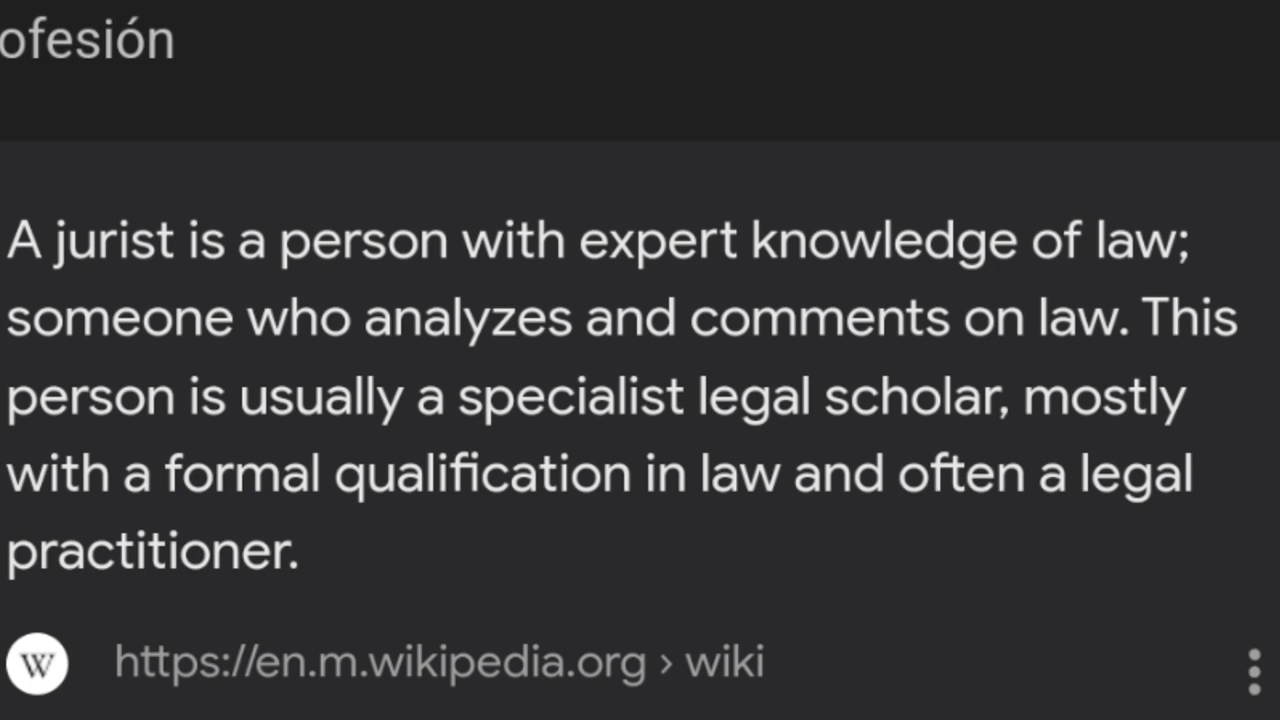 ofesión
A jurist is a person with expert knowledge of law;
someone who analyzes and comments on law. This
person is usually a specialist legal scholar, mostly
with a formal qualification in law and often a legal
practitioner.
W https://en.m.wikipedia.org › wiki